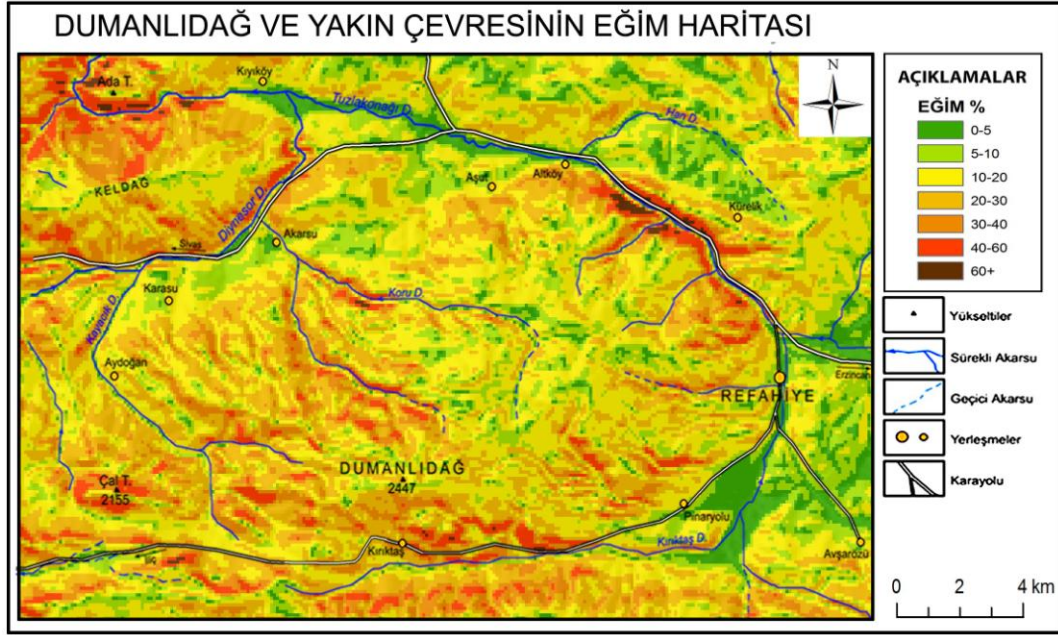 DUMANLIDAĞ VE YAKIN ÇEVRESİNİN EĞİM HARİTASI
N
Ada T.
Kıyıköy
Tuzlakonağı D.
Han D.
KELDAĞ
Aşut
Altköy
Kürelik
Diynesor D.
Sivas
Akarsu
Karasu
Koru D.
Kayacık D.
Aydoğan
Erzincan
REFAHİYE
Çal T.
2155
DUMANLIDAĞ
2447
Pınaryolu
Kırıktaş
Kırıktaş D.
Avşarözü
İliç
AÇIKLAMALAR
EĞİM %
0-5
5-10
10-20
20-30
30-40
40-60
60+
Yükseltiler
Sürekli Akarsu
Geçici Akarsu
Yerleşmeler
Karayolu
0 2 4 km